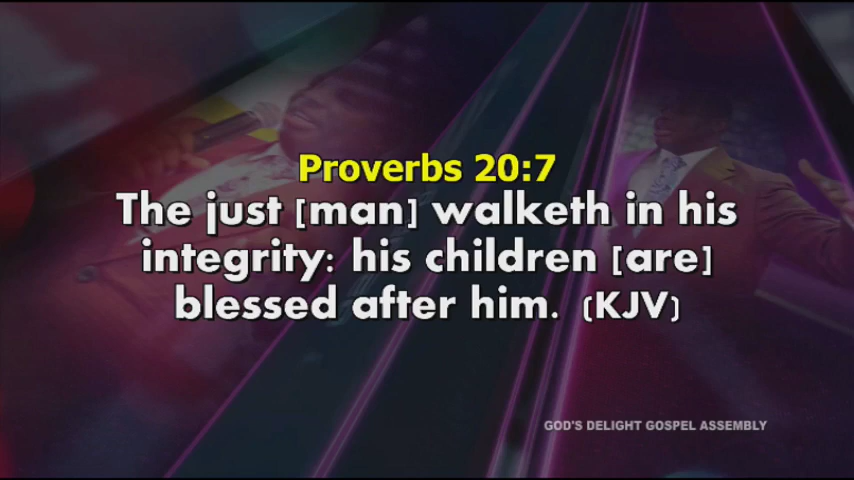 Proverbs 20:7
The just [man] walketh in his
integrity: his children [are]
blessed after him. (KJV)
GOD'S DELIGHT GOSPEL ASSEMBLY